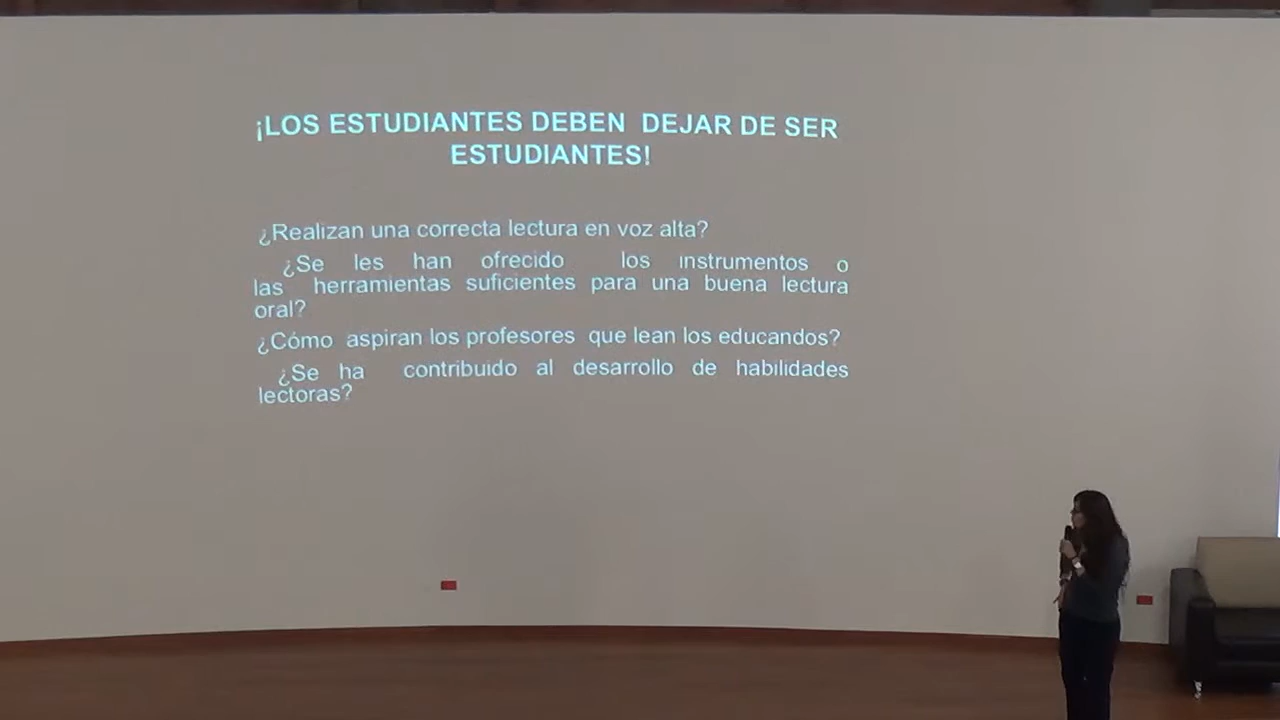 ¡LOS ESTUDIANTES DEBEN DEJAR DE SER
ESTUDIANTES!
¿Realizan una correcta lectura en voz alta?
¿Se les han ofrecido los instrumentos o
las herramientas suficientes para una buena lectura
oral?
¿Cómo aspiran los profesores que lean los educandos?
¿Se ha contribuido al desarrollo de habilidades
lectoras?